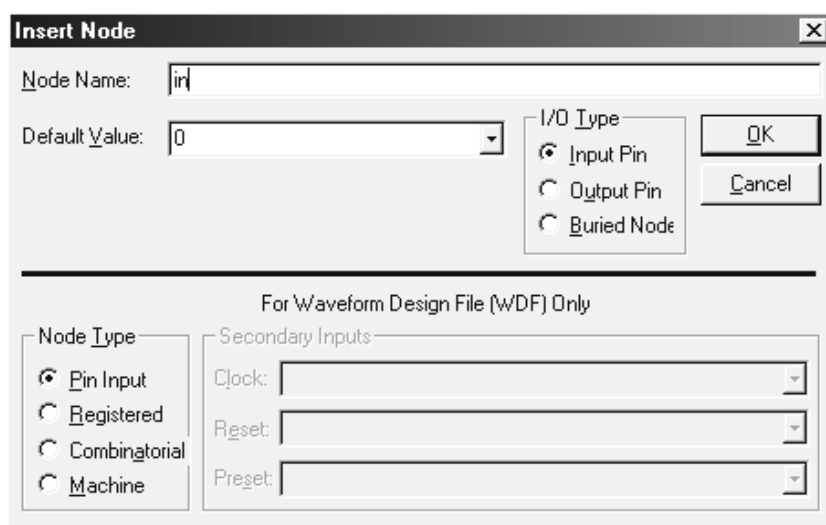 Insert Node
Node Name: in
Default Value: 0
I/O Type
Input Pin
Output Pin
Buried Node
OK
Cancel
For Waveform Design File (WDF) Only
Node Type
Pin Input
Registered
Combinatorial
Machine
Secondary Inputs
Clock:
Reset:
Preset: